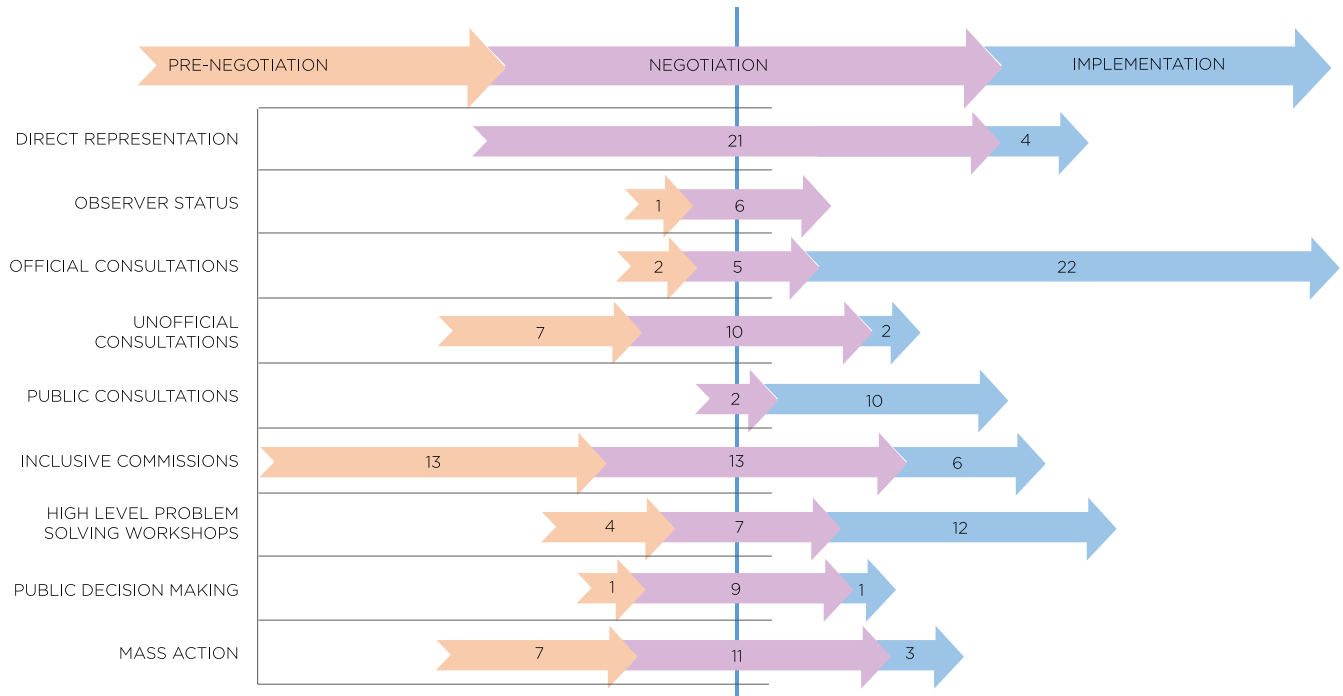 PRE-NEGOTIATION NEGOTIATION IMPLEMENTATION
DIRECT REPRESENTATION 21 4
OBSERVER STATUS 1 6
OFFICIAL CONSULTATIONS 2 5 22
UNOFFICIAL
CONSULTATIONS 7 10 2
PUBLIC CONSULTATIONS 2 10
INCLUSIVE COMMISSIONS 13 13 6
HIGH LEVEL PROBLEM
SOLVING WORKSHOPS 4 7 12
PUBLIC DECISION MAKING 1 9 1
MASS ACTION 7 11 3